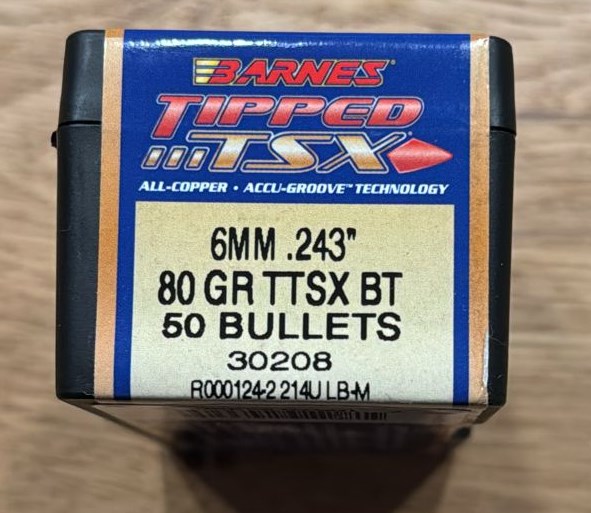 BARNES®
TIPPED
TSX®
ALL-COPPER • ACCU-GROOVE™ TECHNOLOGY
6MM .243"
80 GR TTSX BT
50 BULLETS
30208
R000124-2 214U LB-M